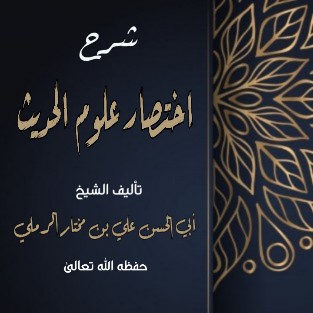 شرح
اختصار علوم الحديث
تأليف الشيخ
أبي الحسن علي بن مختار الرملي
حفظه الله تعالى